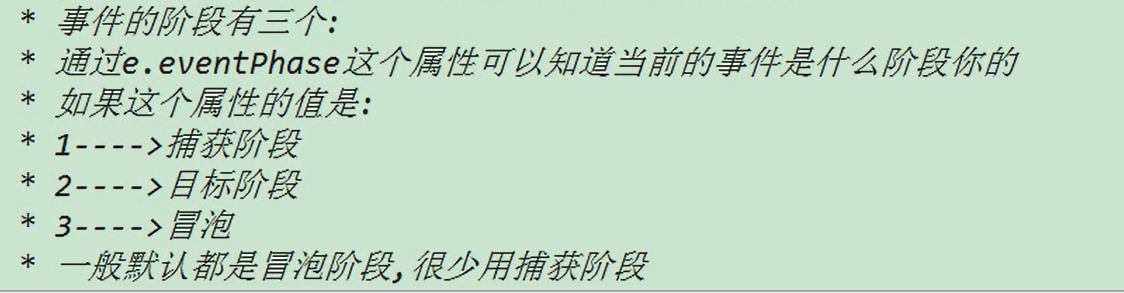 * 事件的阶段有三个:
* 通过e.eventPhase这个属性可以知道当前的事件是什么阶段你的
* 如果这个属性的值是:
* 1---->捕获阶段
* 2---->目标阶段
* 3---->冒泡
* 一般默认都是冒泡阶段,很少用捕获阶段